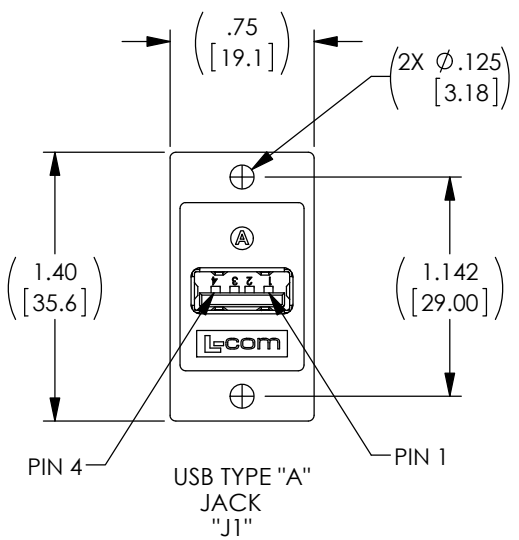 .75
[19.1]
2X Ø.125
[3.18]
A
1.40
[35.6]
4 3 2 1
1.142
[29.00]
L-com
PIN 4
PIN 1
USB TYPE "A"
JACK
"J1"